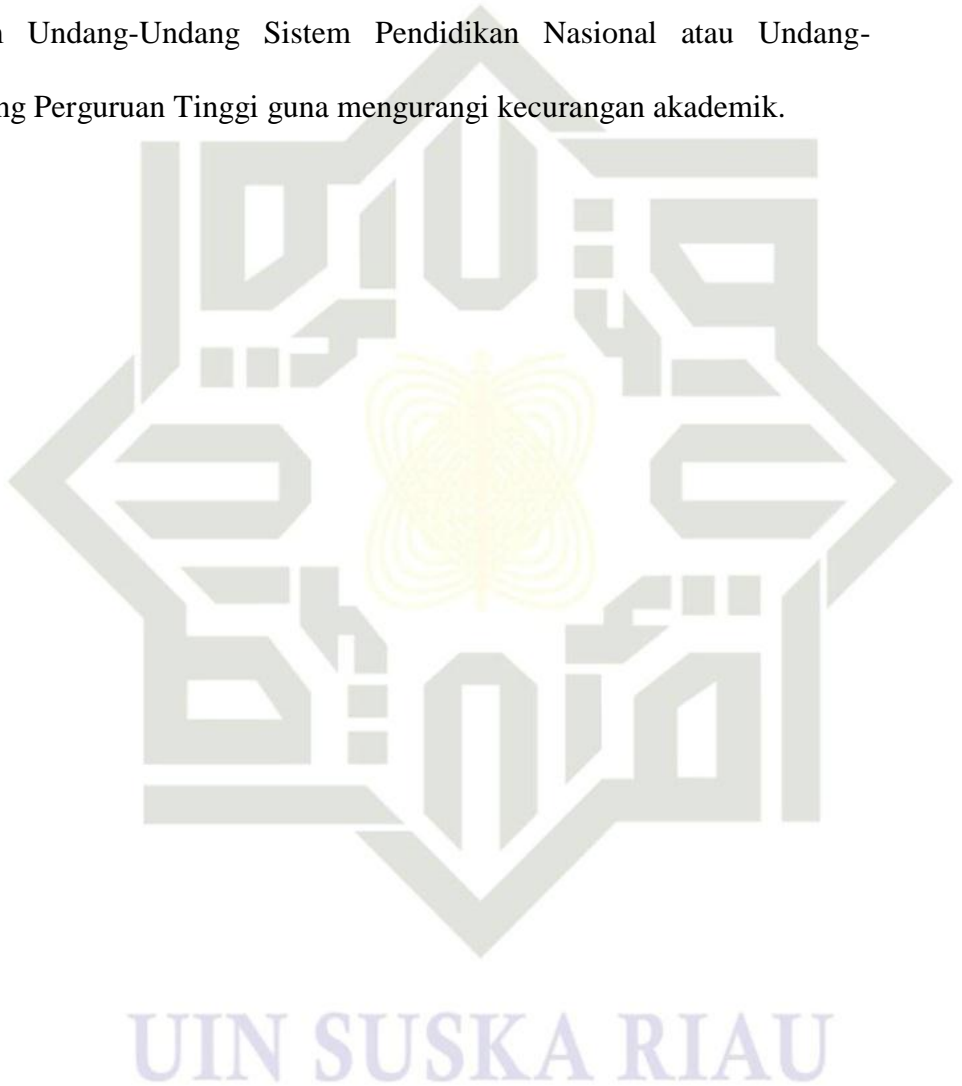 Undang-Undang Sistem Pendidikan Nasional atau Undang-
Perguruan Tinggi guna mengurangi kecurangan akademik.
UIN SUSKA RIAU